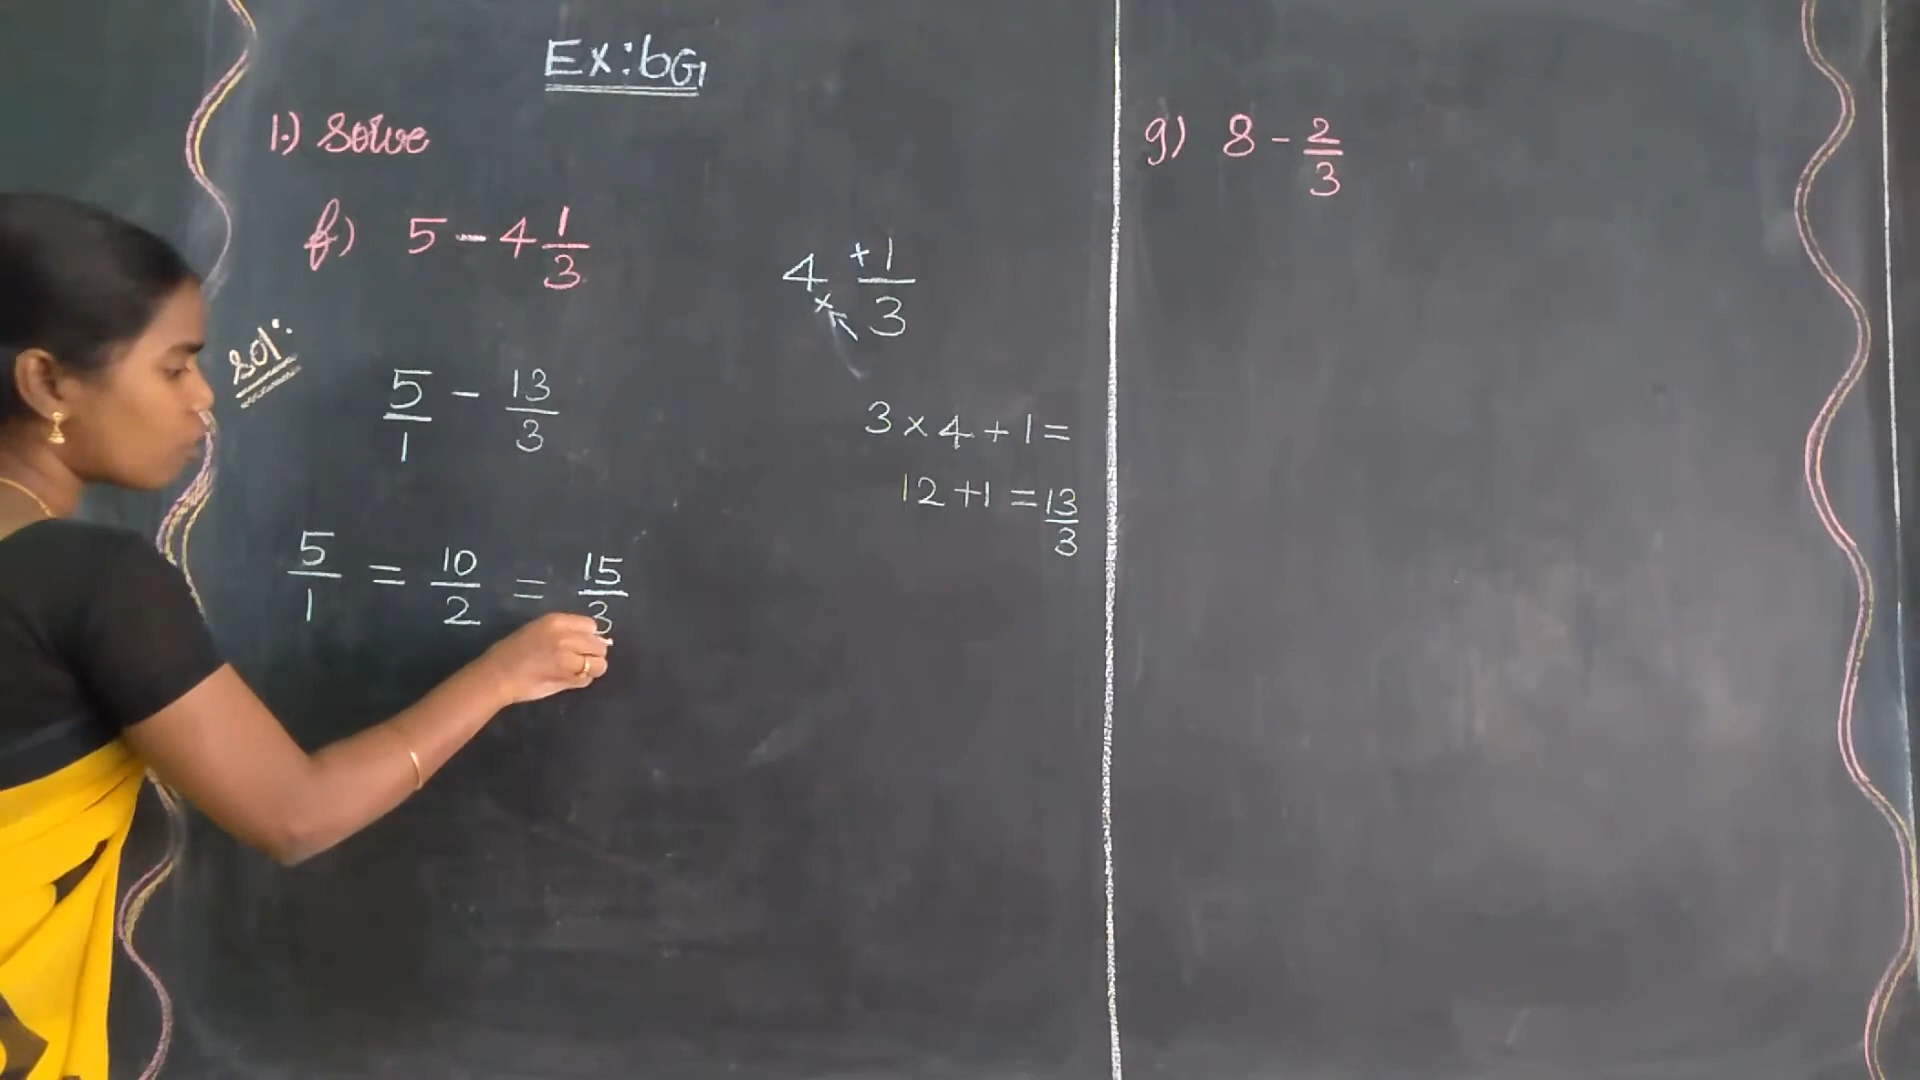 Ex:6G
1.) Solve
f) 5 - 4 1/3
Sol:
5/1 - 13/3
5/1 = 10/2 = 15/3
4 × + 1/3
3 × 4 + 1 =
12 + 1 = 13/3
g) 8 - 2/3